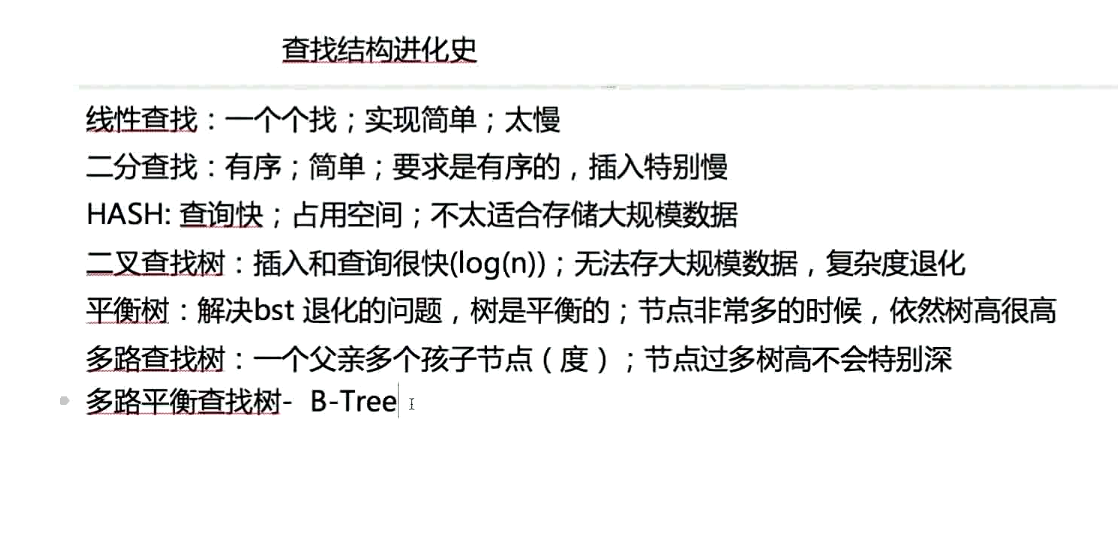 查找结构进化史
线性查找：一个个找；实现简单；太慢
二分查找：有序；简单；要求是有序的，插入特别慢
HASH: 查询快；占用空间；不太适合存储大规模数据
二叉查找树：插入和查询很快(log(n))；无法存大规模数据，复杂度退化
平衡树：解决bst 退化的问题，树是平衡的；节点非常多的时候，依然树高很高
多路查找树：一个父亲多个孩子节点（度）；节点过多树高不会特别深
多路平衡查找树- B-Tree